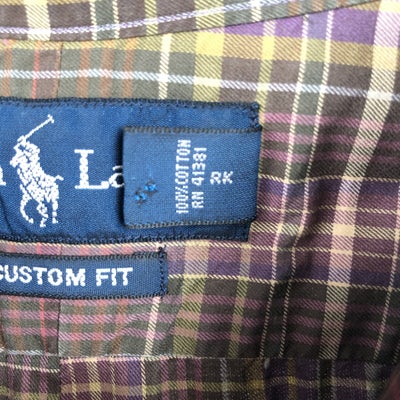 La
100% COTTON
RN 41381
RK
CUSTOM FIT